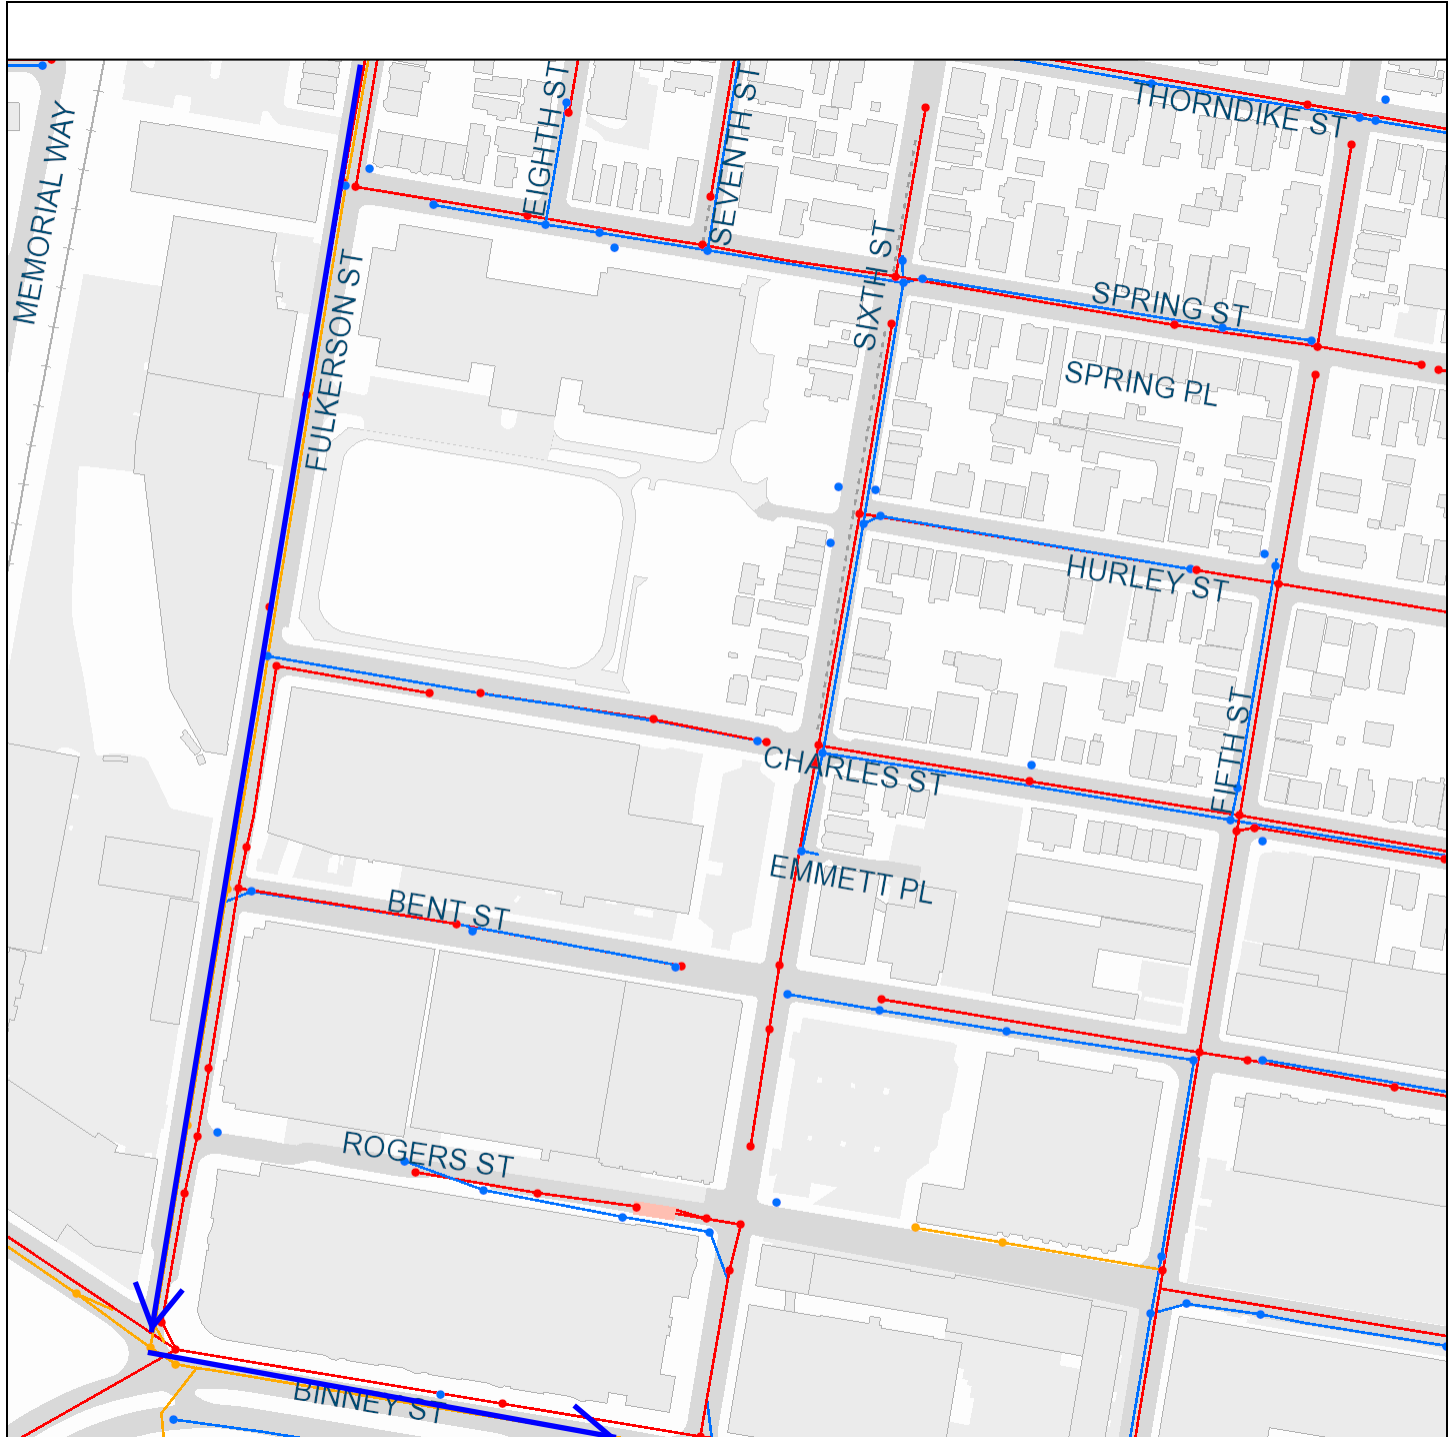 THORNDIKE ST
EIGHTH ST
SEVENTH ST
MEMORIAL WAY
SIXTH ST
FULKERSON ST
SPRING ST
SPRING PL
HURLEY ST
FIFTH ST
CHARLES ST
EMMETT PL
BENT ST
ROGERS ST
BINNEY ST